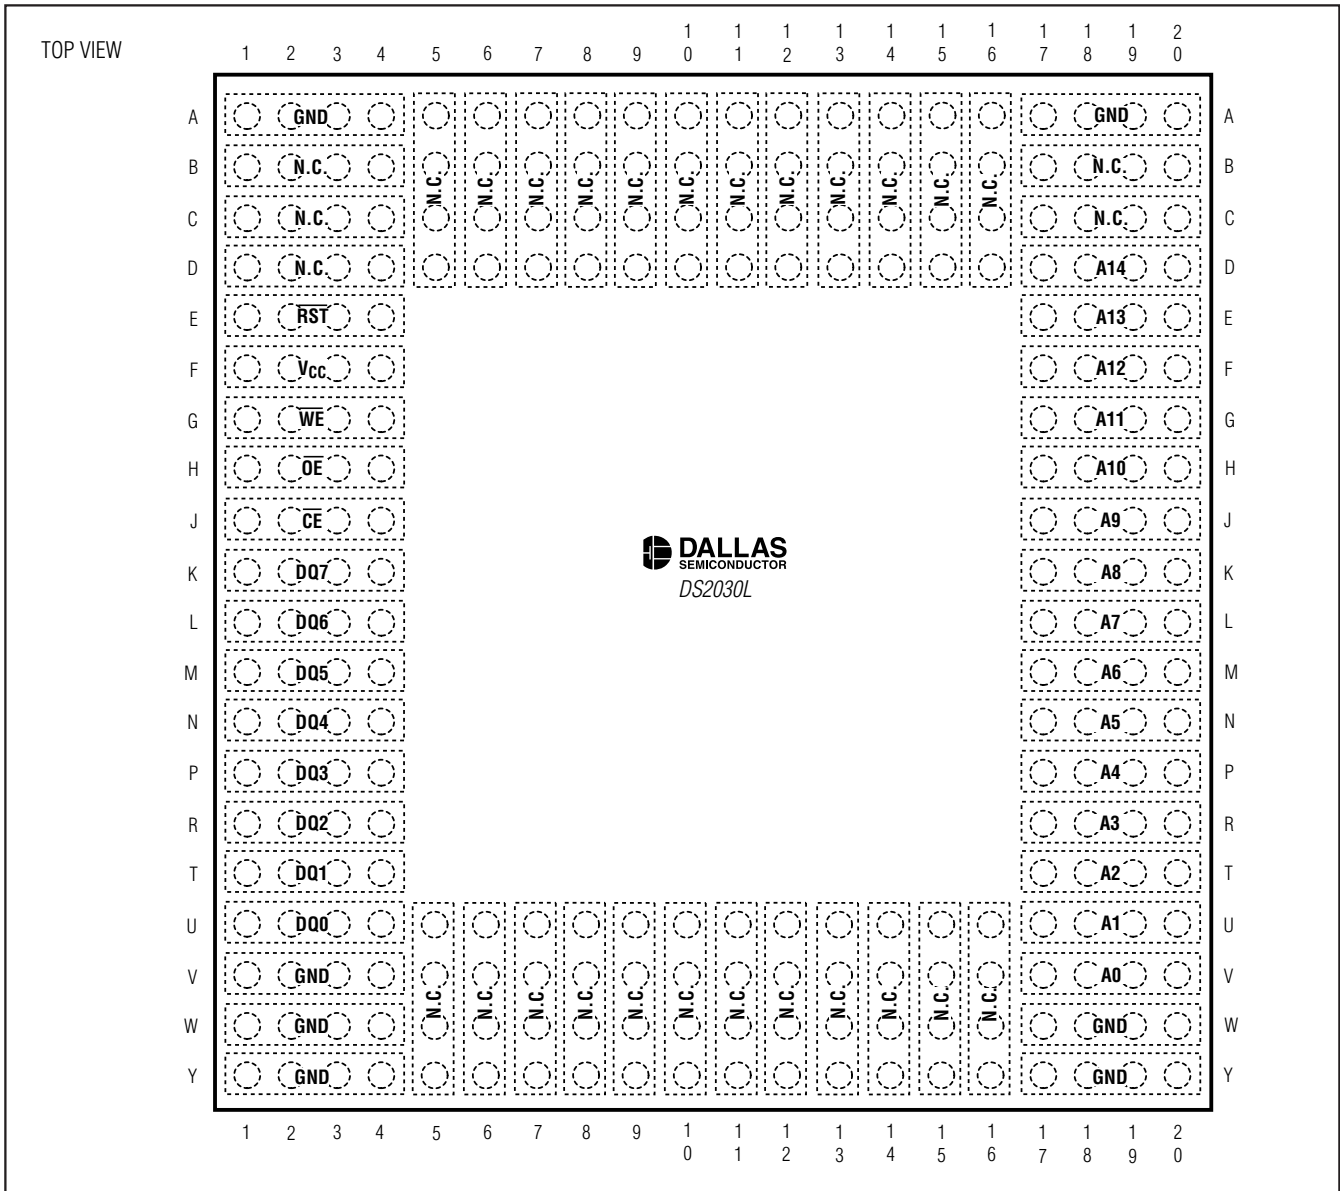 TOP VIEW
1 2 3 4 5 6 7 8 9 10 11 12 13 14 15 16 17 18 19 20
A GND GND A
B N.C. N.C. N.C. N.C. N.C. N.C. N.C. N.C. N.C. N.C. N.C. N.C. N.C. N.C. B
C N.C. N.C. C
D N.C. A14 D
E R̅S̅T̅ A13 E
F VCC A12 F
G W̅E̅ A11 G
H O̅E̅ A10 H
J C̅E̅ A9 J
K DQ7 A8 K
L DQ6 A7 L
M DQ5 A6 M
N DQ4 A5 N
P DQ3 A4 P
R DQ2 A3 R
T DQ1 A2 T
U DQ0 A1 U
V GND A0 V
N.C. N.C. N.C. N.C. N.C. N.C. N.C. N.C. N.C. N.C. N.C. N.C.
W GND GND W
Y GND GND Y
1 2 3 4 5 6 7 8 9 10 11 12 13 14 15 16 17 18 19 20
DALLAS
SEMICONDUCTOR
DS2030L